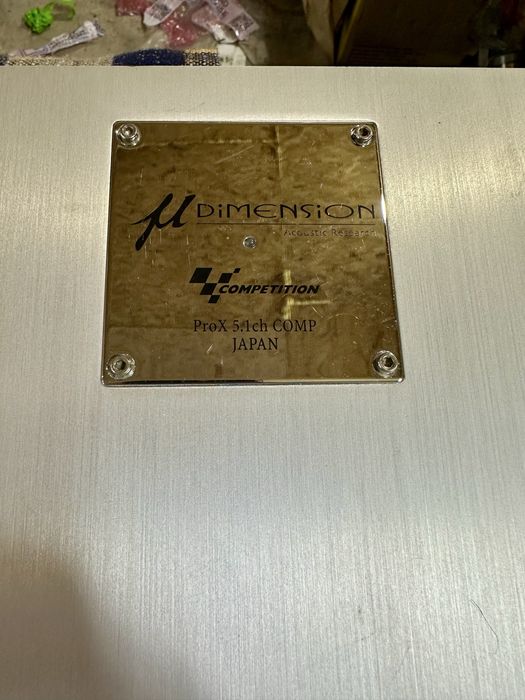 µ DiMENSiON
Acoustic Research
COMPETITION
ProX 5.1ch COMP
JAPAN